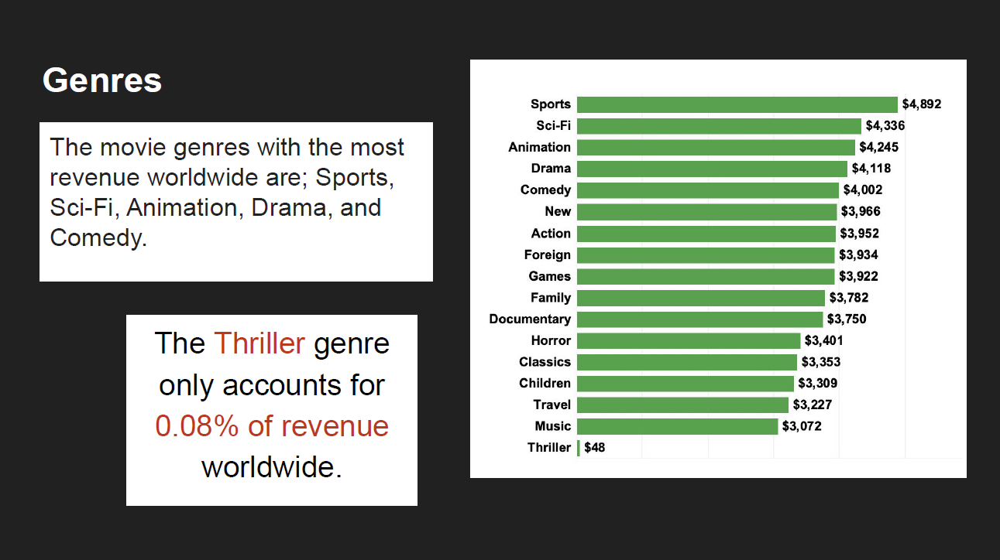 Genres
The movie genres with the most
revenue worldwide are; Sports,
Sci-Fi, Animation, Drama, and
Comedy.
The Thriller genre
only accounts for
0.08% of revenue
worldwide.
Sports $4,892
Sci-Fi $4,336
Animation $4,245
Drama $4,118
Comedy $4,002
New $3,966
Action $3,952
Foreign $3,934
Games $3,922
Family $3,782
Documentary $3,750
Horror $3,401
Classics $3,353
Children $3,309
Travel $3,227
Music $3,072
Thriller $48